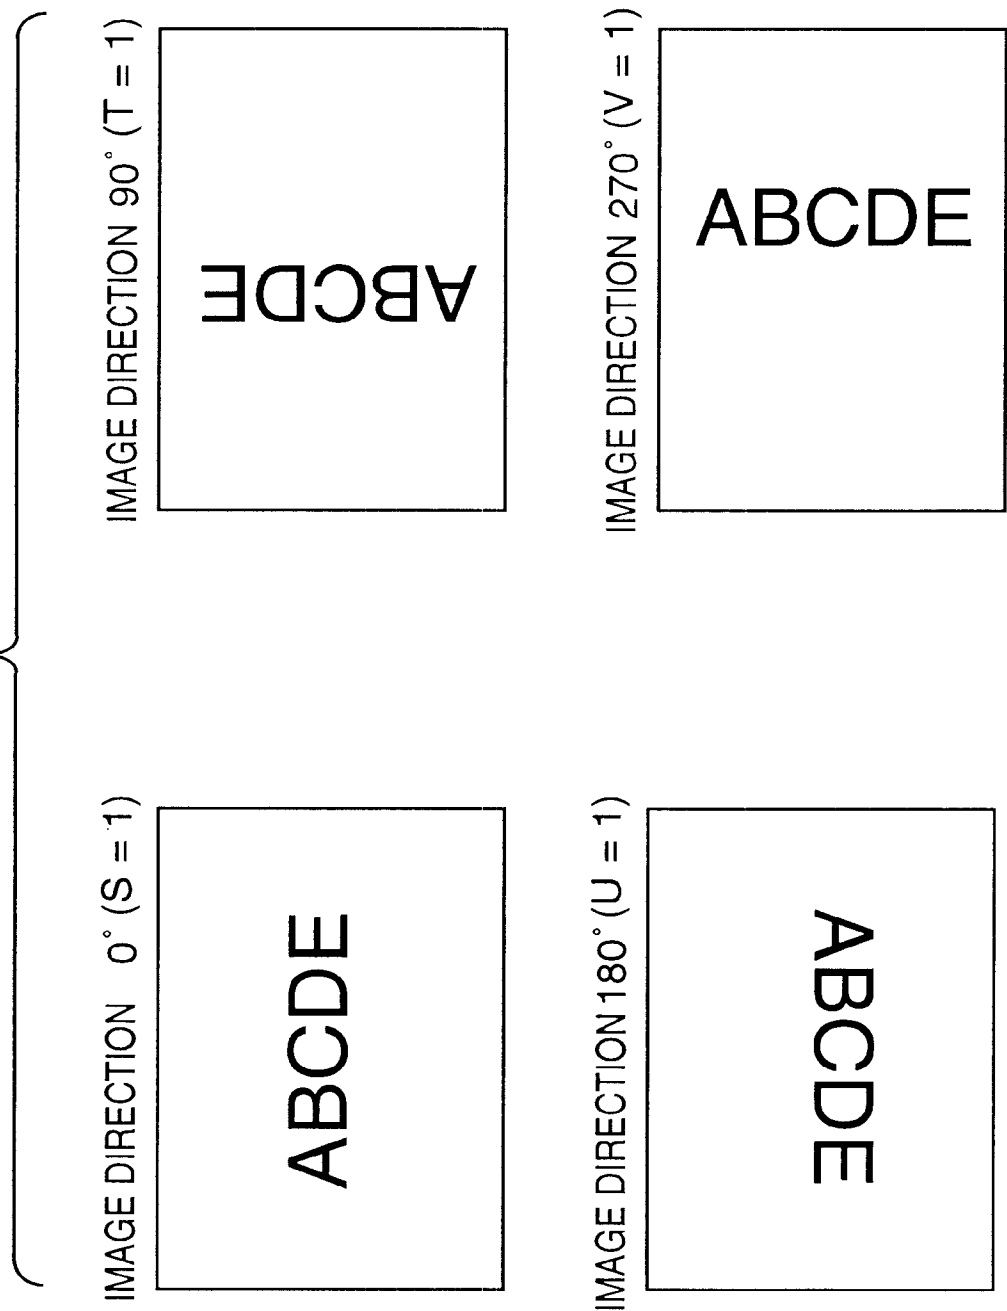 IMAGE DIRECTION 0° (S = 1)
ABCDE
IMAGE DIRECTION 90° (T = 1)
ABCDE
IMAGE DIRECTION 180° (U = 1)
ABCDE
IMAGE DIRECTION 270° (V = 1)
ABCDE